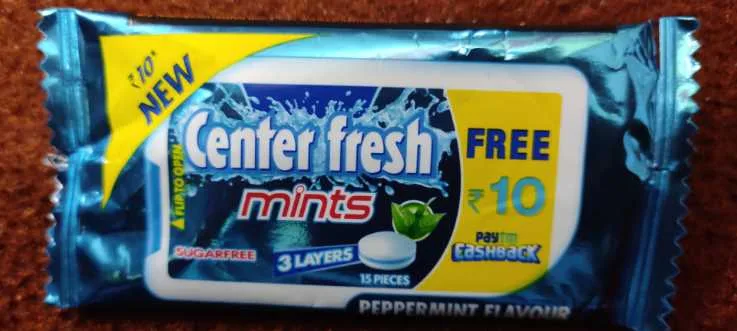 ₹10*
NEW
FLIP TO OPEN
Center fresh
mints
SUGARFREE
3 LAYERS
15 PIECES
FREE
₹10
Paytm
CASHBACK
PEPPERMINT FLAVOUR